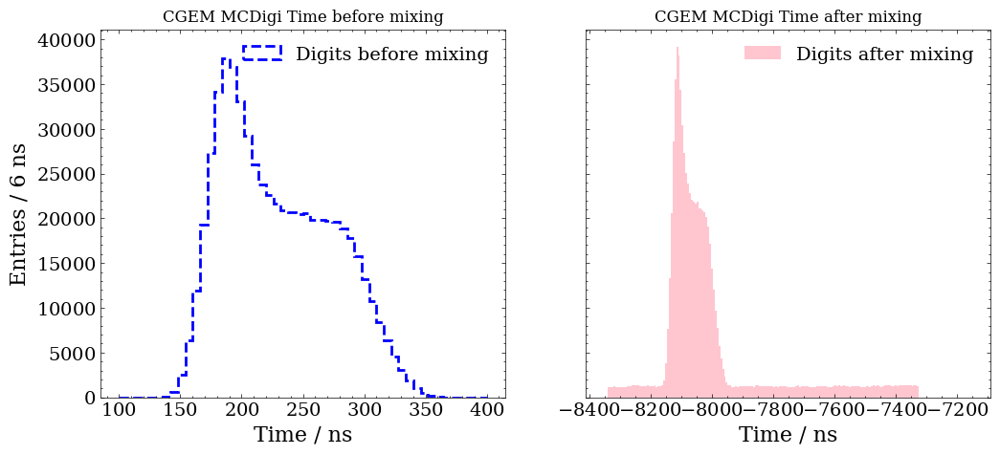 CGEM MCDigi Time before mixing
Digits before mixing
Entries / 6 ns
40000
35000
30000
25000
20000
15000
10000
5000
0
100 150 200 250 300 350 400
Time / ns
CGEM MCDigi Time after mixing
Digits after mixing
−8400−8200−8000−7800−7600−7400−7200
Time / ns